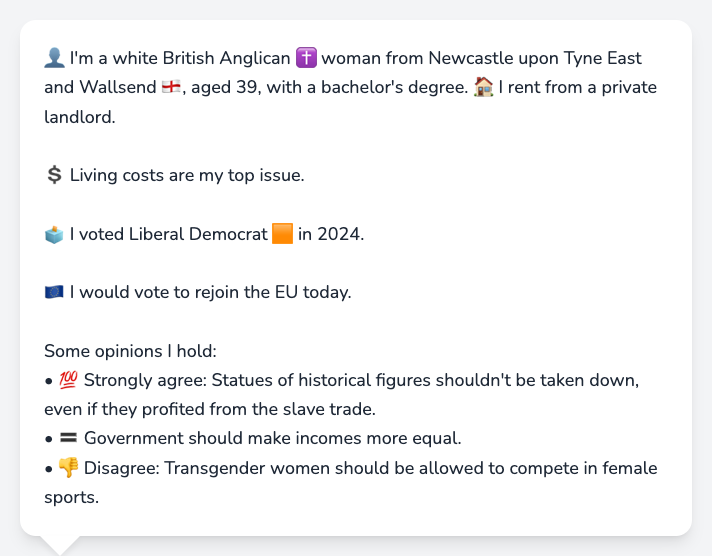 👤 I'm a white British Anglican ✝️ woman from Newcastle upon Tyne East
and Wallsend 🏴󠁧󠁢󠁥󠁮󠁧󠁿, aged 39, with a bachelor's degree. 🏠 I rent from a private
landlord.
💲 Living costs are my top issue.
🗳️ I voted Liberal Democrat 🟧 in 2024.
🇪🇺 I would vote to rejoin the EU today.
Some opinions I hold:
• 💯 Strongly agree: Statues of historical figures shouldn't be taken down,
even if they profited from the slave trade.
• 🟰 Government should make incomes more equal.
• 👎 Disagree: Transgender women should be allowed to compete in female
sports.